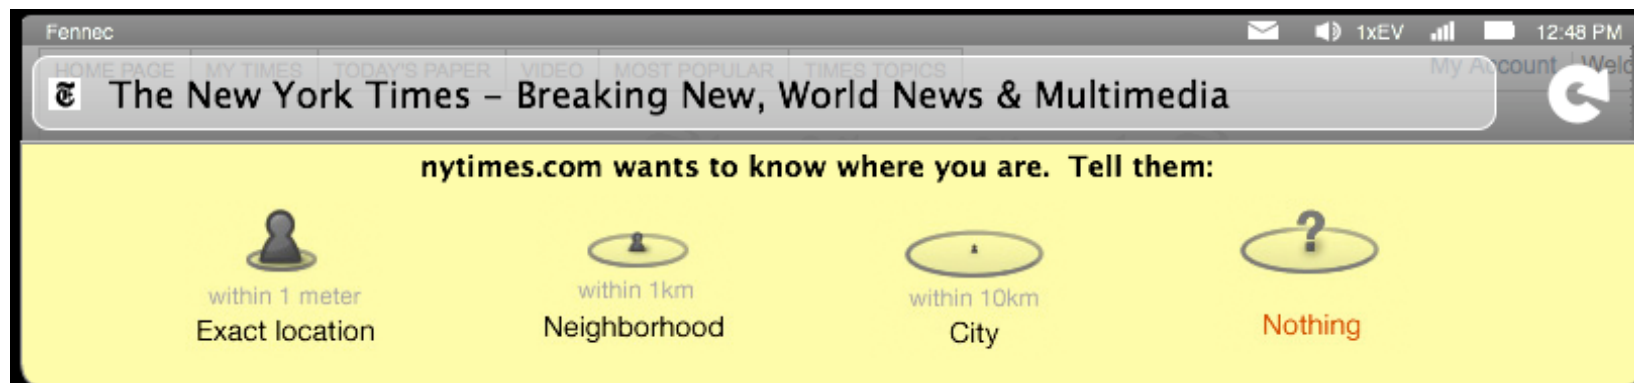 Fennec 1xEV 12:48 PM
HOME PAGE MY TIMES TODAY'S PAPER VIDEO MOST POPULAR TIMES TOPICS My Account
The New York Times – Breaking New, World News & Multimedia
nytimes.com wants to know where you are. Tell them:
within 1 meter within 1km within 10km
Exact location Neighborhood City Nothing